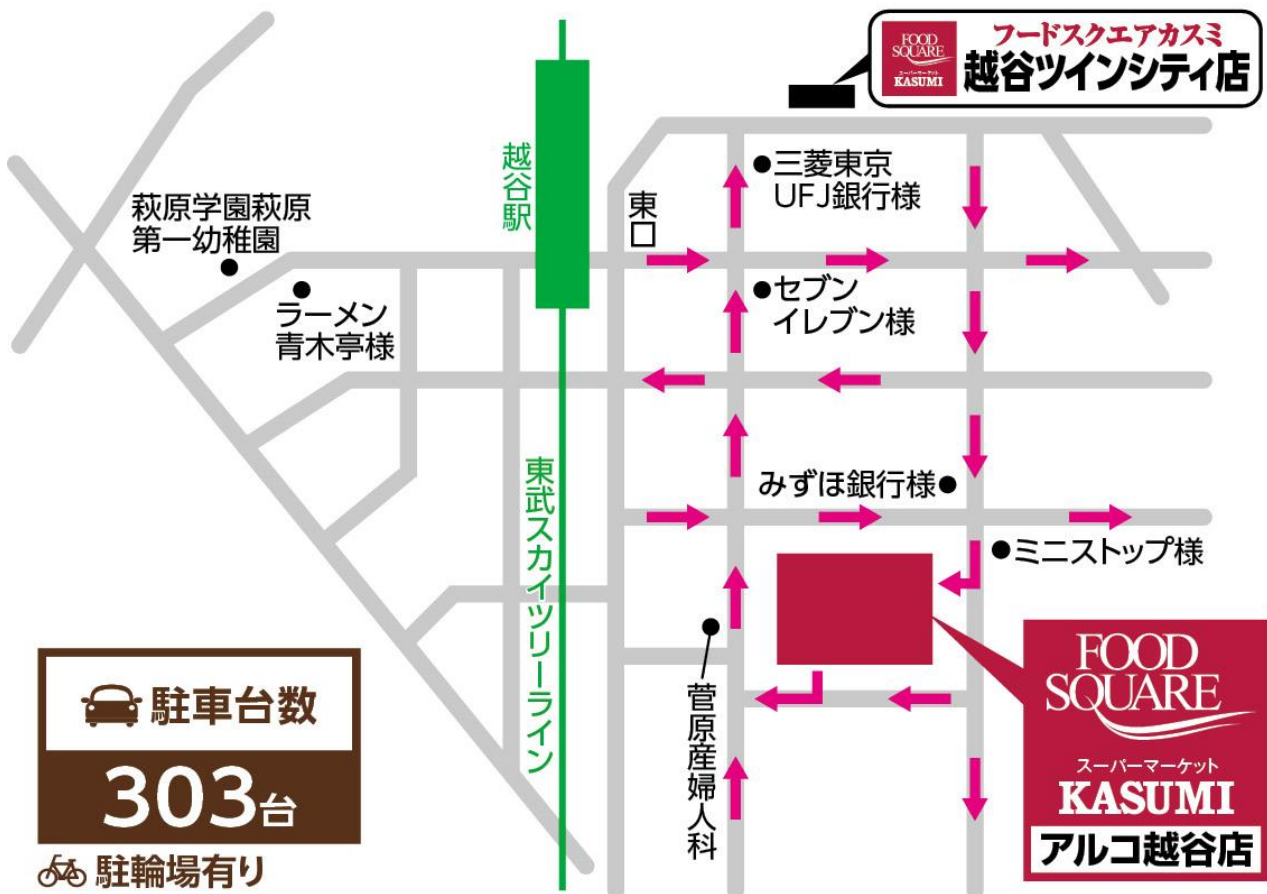 FOOD
SQUARE
スーパーマーケット
KASUMI
フードスクエアカスミ
越谷ツインシティ店
越谷駅
東口
三菱東京
UFJ銀行様
萩原学園萩原
第一幼稚園
ラーメン
青木亭様
セブン
イレブン様
東武スカイツリーライン
みずほ銀行様
ミニストップ様
菅原産婦人科
駐車台数
303台
駐輪場有り
FOOD
SQUARE
スーパーマーケット
KASUMI
アルコ越谷店